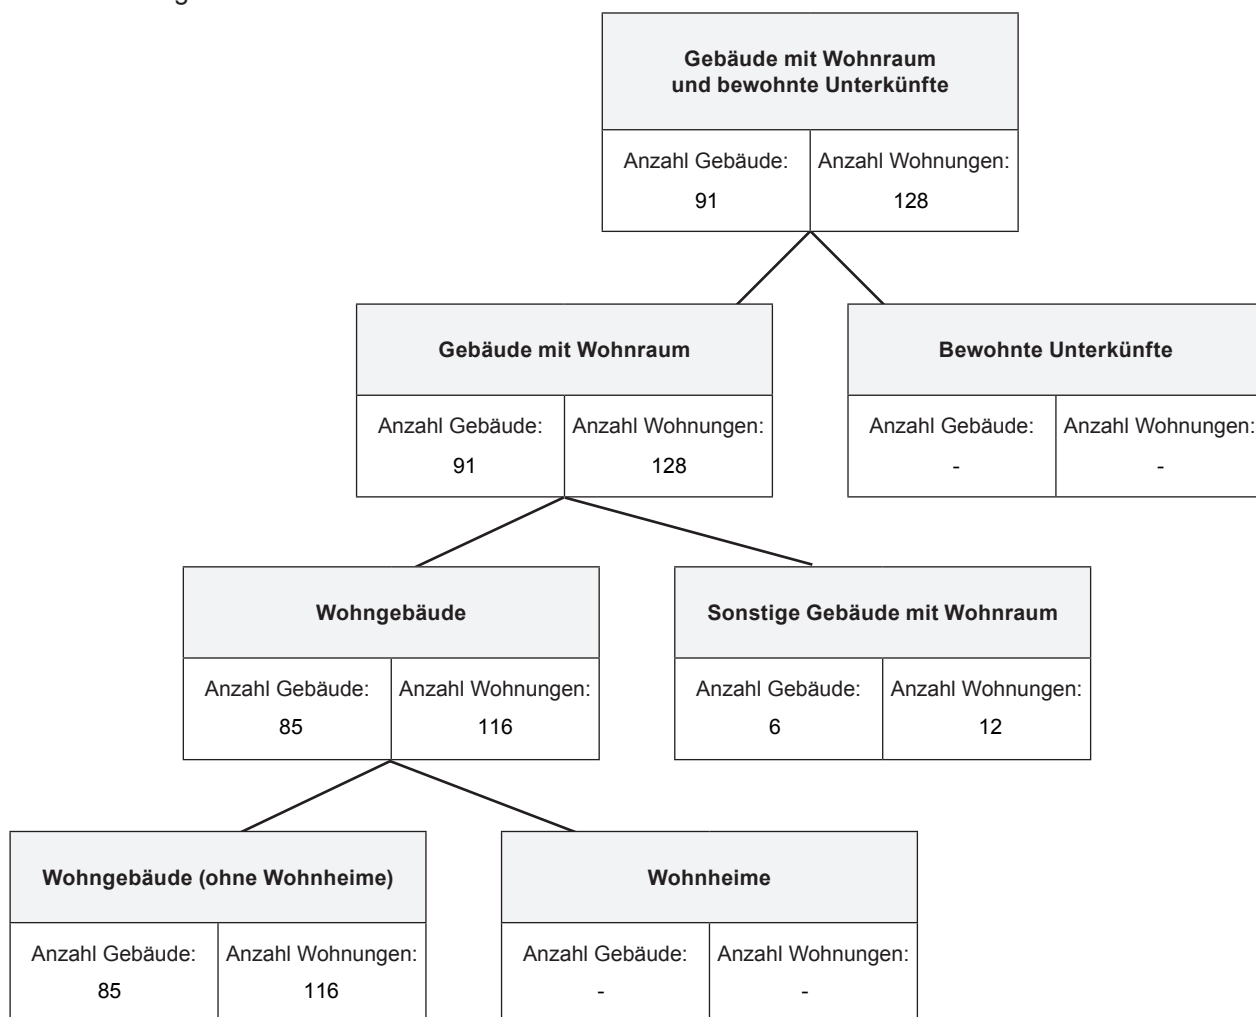 Gebäude mit Wohnraum
und bewohnte Unterkünfte
Anzahl Gebäude: Anzahl Wohnungen:
91 128
Gebäude mit Wohnraum
Bewohnte Unterkünfte
Anzahl Gebäude: Anzahl Wohnungen:
91 128
Anzahl Gebäude: Anzahl Wohnungen:
- -
Wohngebäude
Sonstige Gebäude mit Wohnraum
Anzahl Gebäude: Anzahl Wohnungen:
85 116
Anzahl Gebäude: Anzahl Wohnungen:
6 12
Wohngebäude (ohne Wohnheime)
Wohnheime
Anzahl Gebäude: Anzahl Wohnungen:
85 116
Anzahl Gebäude: Anzahl Wohnungen:
- -